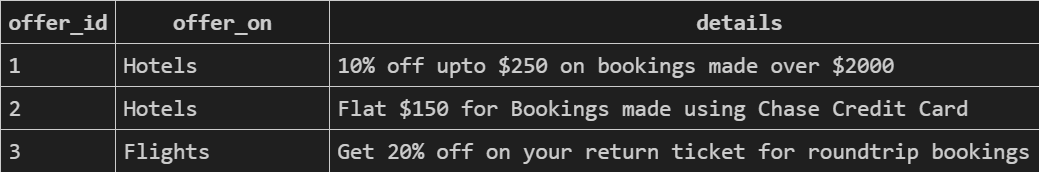 offer_id offer_on details
1 Hotels 10% off upto $250 on bookings made over $2000
2 Hotels Flat $150 for Bookings made using Chase Credit Card
3 Flights Get 20% off on your return ticket for roundtrip bookings